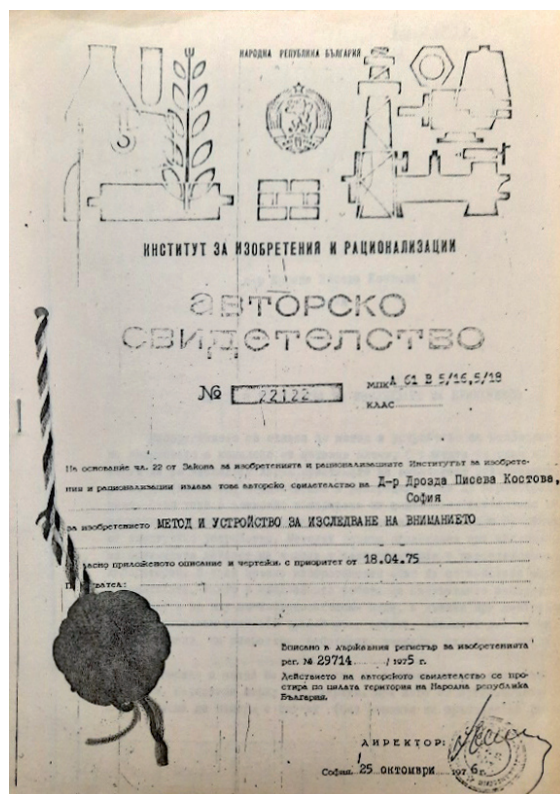 НАРОДНА РЕПУБЛИКА БЪЛГАРИЯ
ИНСТИТУТ ЗА ИЗОБРЕТЕНИЯ И РАЦИОНАЛИЗАЦИИ
АВТОРСКО
СВИДЕТЕЛСТВО
№ 22122
МПК А 61 В 5/16,5/18
КЛАС
На основание чл. 22 от Закона за изобретенията и рационализациите Институтът за изобрете-
ния и рационализации издава това авторско свидетелство на Д-р Дрозда Писева Костова,
София
за изобретението МЕТОД И УСТРОЙСТВО ЗА ИЗСЛЕДВАНЕ НА ВНИМАНИЕТО
приложеното описание и чертежи, с приоритет от 18.04.75
Вписано в държавния регистър за изобретенията
рег. № 29714 / 1975 г.
Действието на авторското свидетелство се про-
стира по цялата територия на Народна република
България.
ДИРЕКТОР:
София, 25 октомври 1976 г.